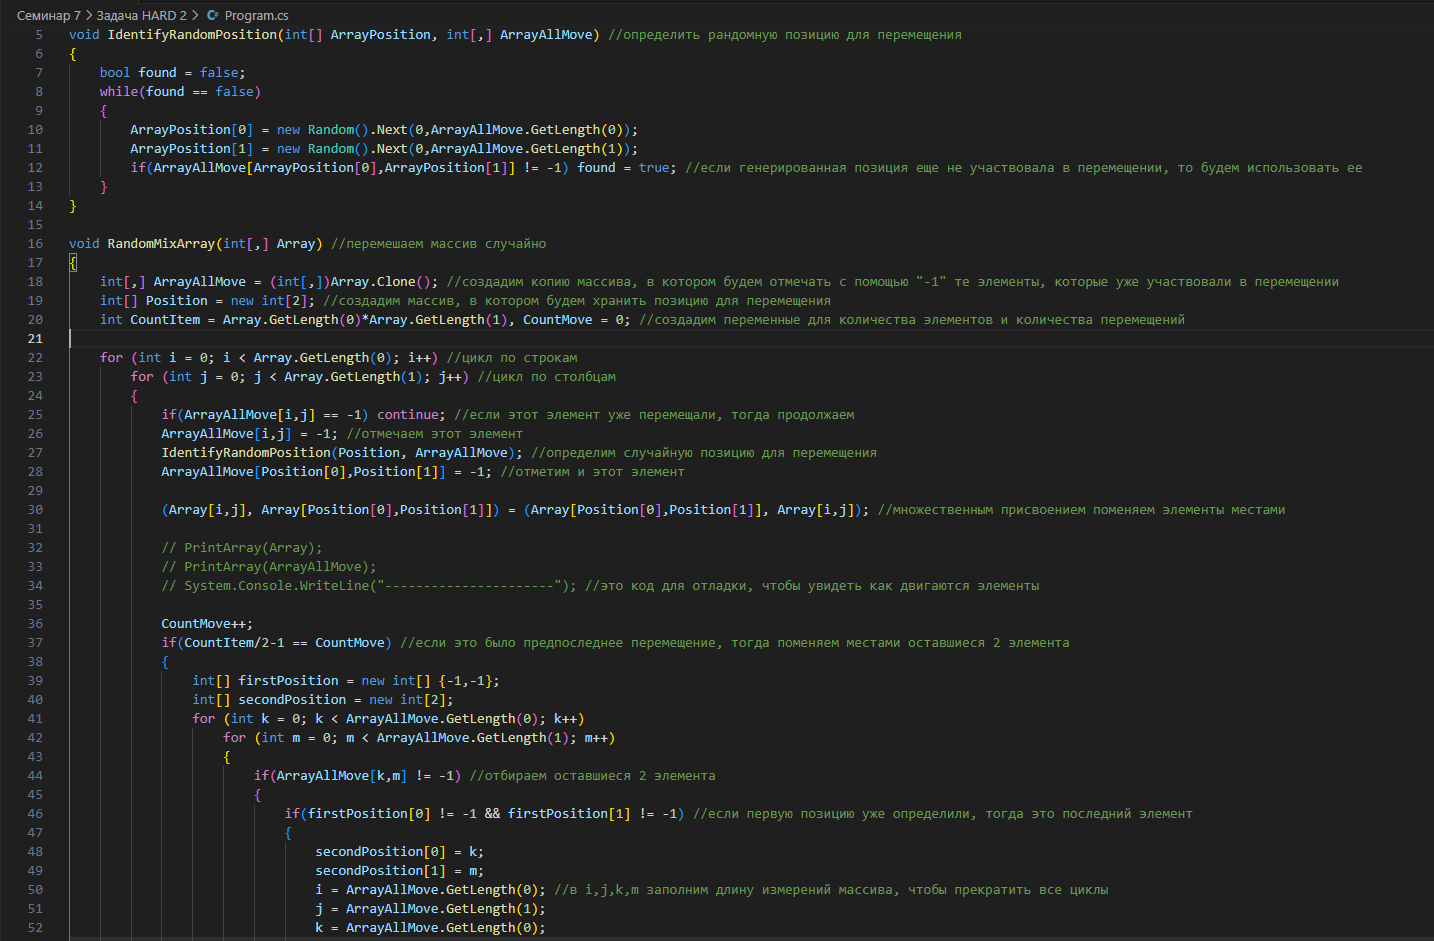 Семинар 7 > Задача HARD 2 > C# Program.cs
5 void IdentifyRandomPosition(int[] ArrayPosition, int[,] ArrayAllMove) //определить рандомную позицию для перемещения
6 {
7 bool found = false;
8 while(found == false)
9 {
10 ArrayPosition[0] = new Random().Next(0,ArrayAllMove.GetLength(0));
11 ArrayPosition[1] = new Random().Next(0,ArrayAllMove.GetLength(1));
12 if(ArrayAllMove[ArrayPosition[0],ArrayPosition[1]] != -1) found = true; //если генерированная позиция еще не участвовала в перемещении, то будем использовать ее
13 }
14 }
15
16 void RandomMixArray(int[,] Array) //перемешаем массив случайно
17 {
18 int[,] ArrayAllMove = (int[,])Array.Clone(); //создадим копию массива, в котором будем отмечать с помощью "-1" те элементы, которые уже участвовали в перемещении
19 int[] Position = new int[2]; //создадим массив, в котором будем хранить позицию для перемещения
20 int CountItem = Array.GetLength(0)*Array.GetLength(1), CountMove = 0; //создадим переменные для количества элементов и количества перемещений
21
22 for (int i = 0; i < Array.GetLength(0); i++) //цикл по строкам
23 for (int j = 0; j < Array.GetLength(1); j++) //цикл по столбцам
24 {
25 if(ArrayAllMove[i,j] == -1) continue; //если этот элемент уже перемещали, тогда продолжаем
26 ArrayAllMove[i,j] = -1; //отмечаем этот элемент
27 IdentifyRandomPosition(Position, ArrayAllMove); //определим случайную позицию для перемещения
28 ArrayAllMove[Position[0],Position[1]] = -1; //отметим и этот элемент
29
30 (Array[i,j], Array[Position[0],Position[1]]) = (Array[Position[0],Position[1]], Array[i,j]); //множественным присвоением поменяем элементы местами
31
32 // PrintArray(Array);
33 // PrintArray(ArrayAllMove);
34 // System.Console.WriteLine("----------------------"); //это код для отладки, чтобы увидеть как двигаются элементы
35
36 CountMove++;
37 if(CountItem/2-1 == CountMove) //если это было предпоследнее перемещение, тогда поменяем местами оставшиеся 2 элемента
38 {
39 int[] firstPosition = new int[] {-1,-1};
40 int[] secondPosition = new int[2];
41 for (int k = 0; k < ArrayAllMove.GetLength(0); k++)
42 for (int m = 0; m < ArrayAllMove.GetLength(1); m++)
43 {
44 if(ArrayAllMove[k,m] != -1) //отбираем оставшиеся 2 элемента
45 {
46 if(firstPosition[0] != -1 && firstPosition[1] != -1) //если первую позицию уже определили, тогда это последний элемент
47 {
48 secondPosition[0] = k;
49 secondPosition[1] = m;
50 i = ArrayAllMove.GetLength(0); //в i,j,k,m заполним длину измерений массива, чтобы прекратить все циклы
51 j = ArrayAllMove.GetLength(1);
52 k = ArrayAllMove.GetLength(0);